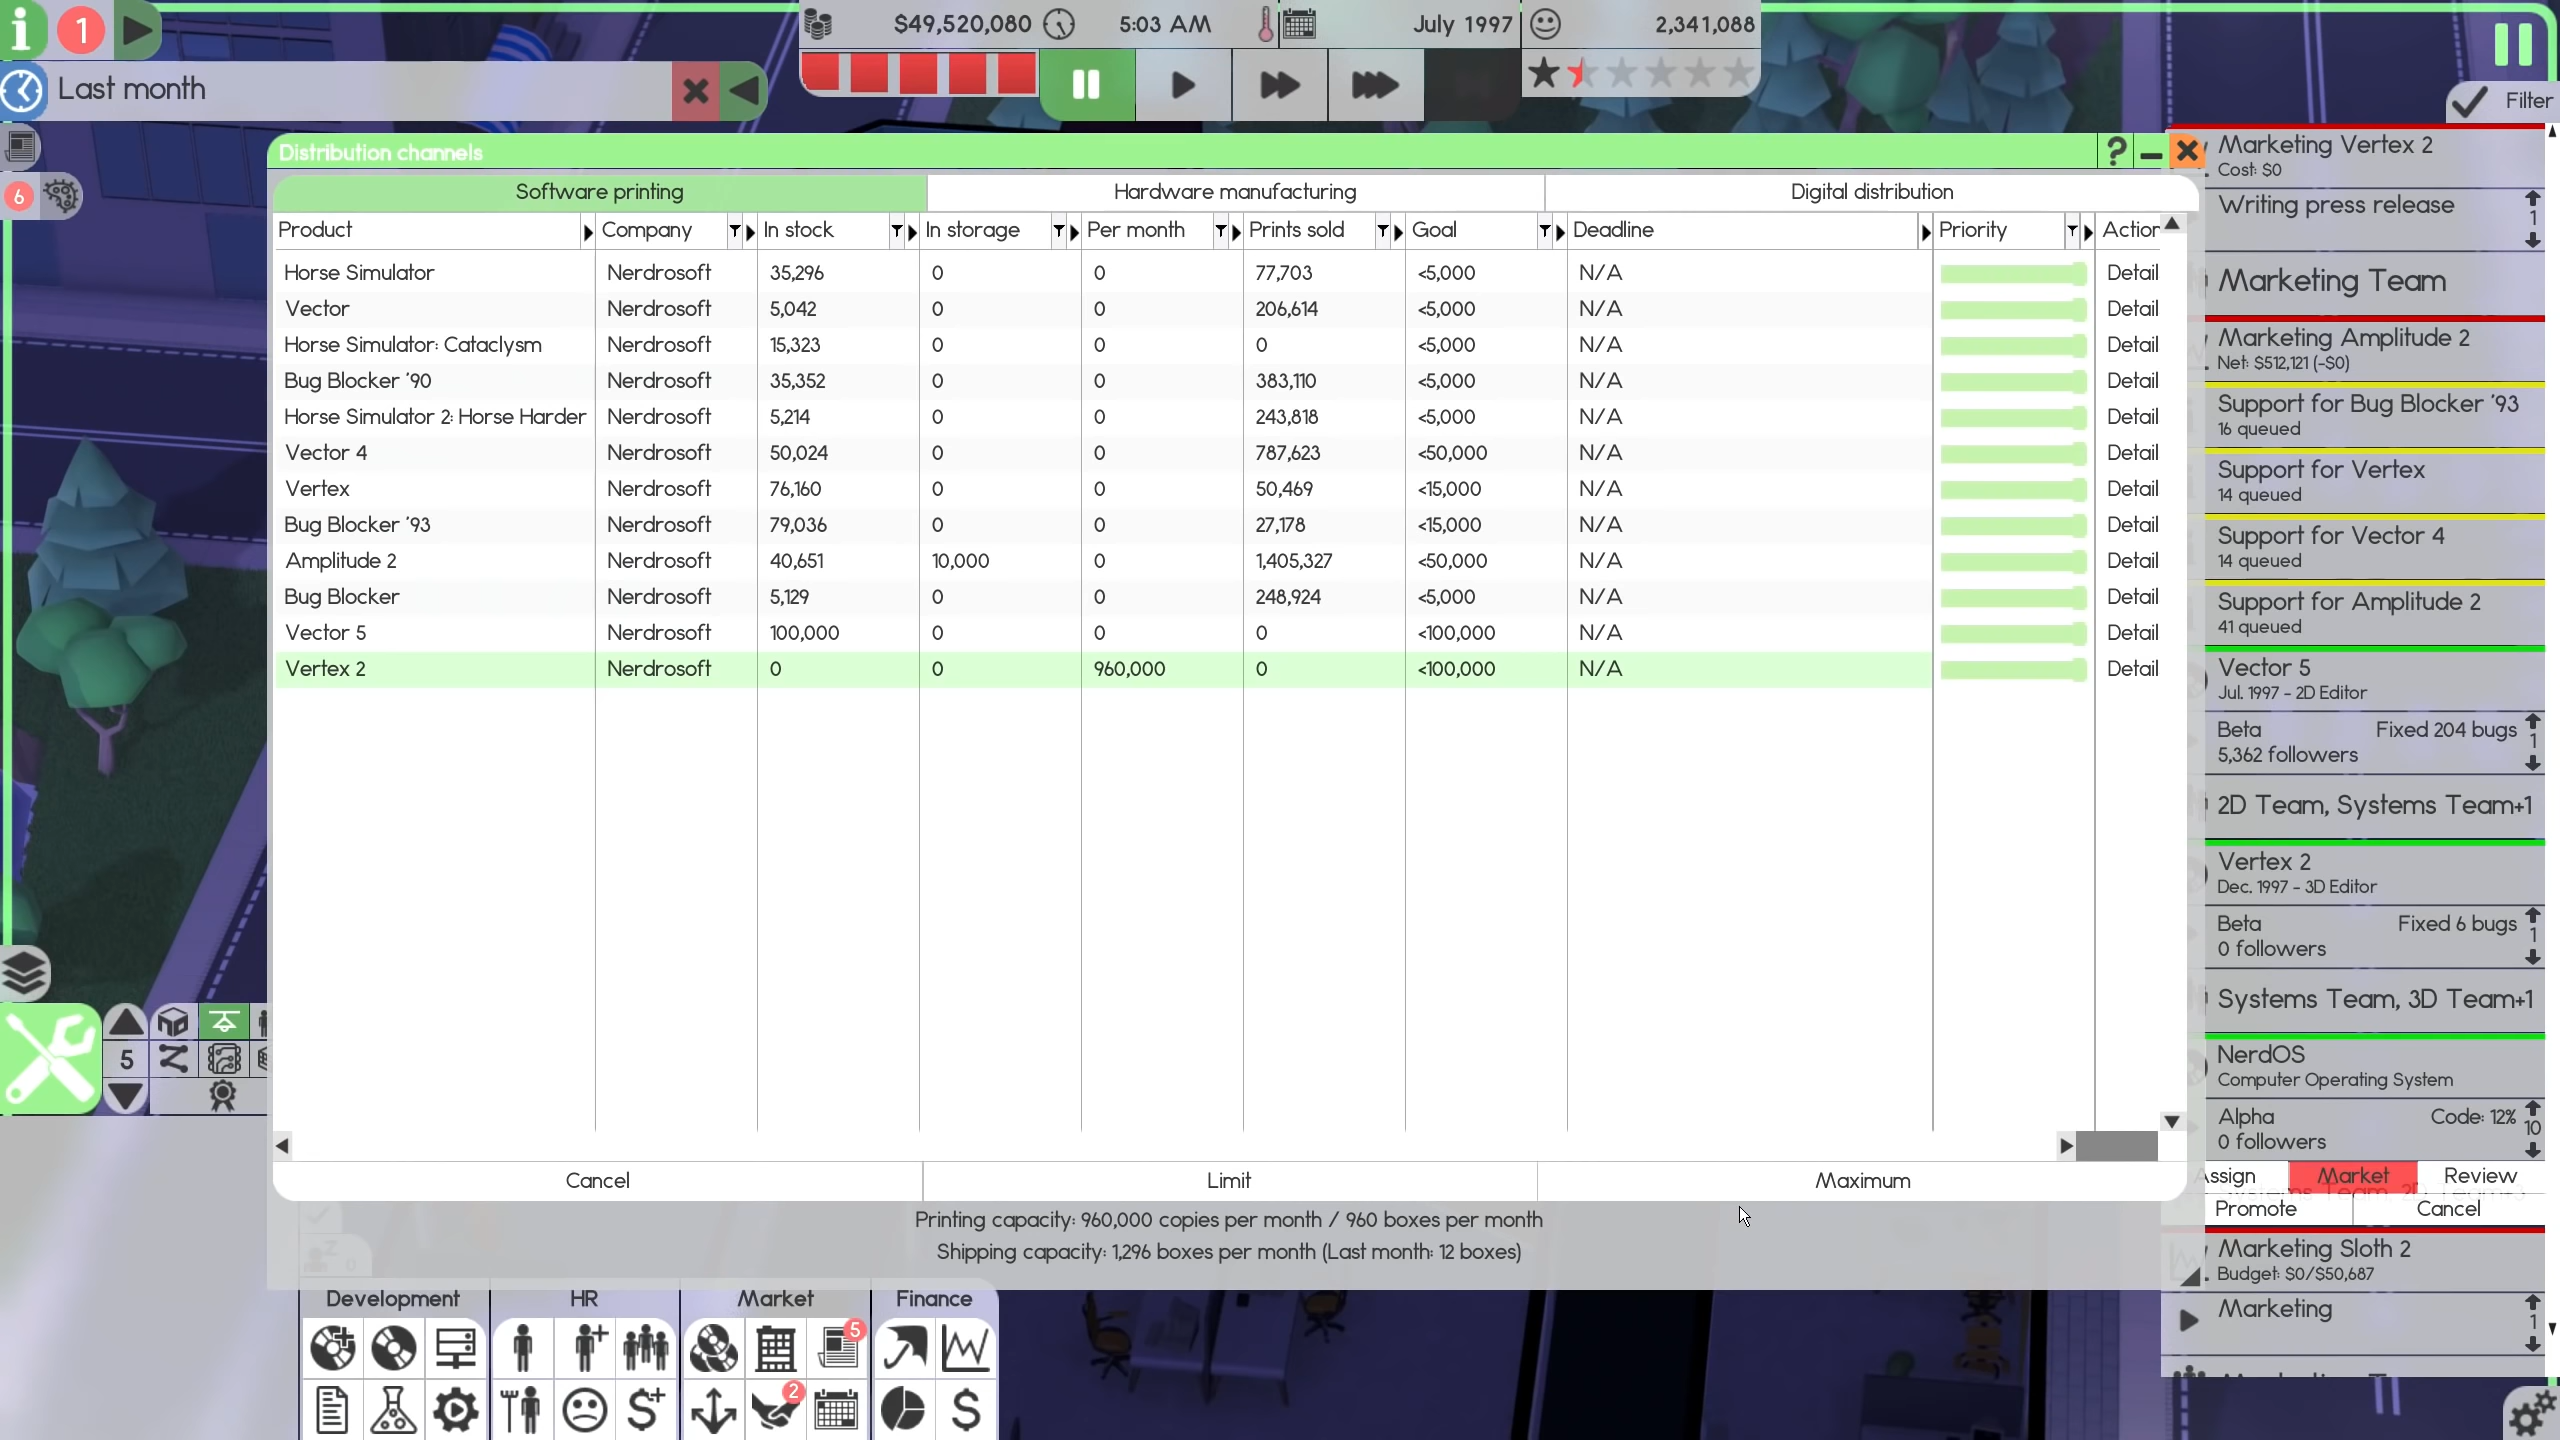 1
$49,520,080
5:03 AM
July 1997
2,341,088
Last month
Filter
6
Distribution channels
?
Software printing
Hardware manufacturing
Digital distribution
Product Company In stock In storage Per month Prints sold Goal Deadline Priority Action
Horse Simulator Nerdrosoft 35,296 0 0 77,703 <5,000 N/A Detail
Vector Nerdrosoft 5,042 0 0 206,614 <5,000 N/A Detail
Horse Simulator: Cataclysm Nerdrosoft 15,323 0 0 0 <5,000 N/A Detail
Bug Blocker '90 Nerdrosoft 35,352 0 0 383,110 <5,000 N/A Detail
Horse Simulator 2: Horse Harder Nerdrosoft 5,214 0 0 243,818 <5,000 N/A Detail
Vector 4 Nerdrosoft 50,024 0 0 787,623 <50,000 N/A Detail
Vertex Nerdrosoft 76,160 0 0 50,469 <15,000 N/A Detail
Bug Blocker '93 Nerdrosoft 79,036 0 0 27,178 <15,000 N/A Detail
Amplitude 2 Nerdrosoft 40,651 10,000 0 1,405,327 <50,000 N/A Detail
Bug Blocker Nerdrosoft 5,129 0 0 248,924 <5,000 N/A Detail
Vector 5 Nerdrosoft 100,000 0 0 0 <100,000 N/A Detail
Vertex 2 Nerdrosoft 0 0 960,000 0 <100,000 N/A Detail
Cancel
Limit
Maximum
Printing capacity: 960,000 copies per month / 960 boxes per month
Shipping capacity: 1,296 boxes per month (Last month: 12 boxes)
Marketing Vertex 2
Cost: $0
Writing press release
1
Marketing Team
Marketing Amplitude 2
Net: $512,121 (-$0)
Support for Bug Blocker '93
16 queued
Support for Vertex
14 queued
Support for Vector 4
14 queued
Support for Amplitude 2
41 queued
Vector 5
Jul. 1997 - 2D Editor
Beta Fixed 204 bugs
5,362 followers
1
2D Team, Systems Team+1
Vertex 2
Dec. 1997 - 3D Editor
Beta Fixed 6 bugs
0 followers
1
Systems Team, 3D Team+1
NerdOS
Computer Operating System
Alpha Code: 12%
0 followers
10
Assign Market Review
Promote Cancel
Marketing Sloth 2
Budget: $0/$50,687
Marketing
1
5
0
Development
HR
Market
Finance
5
2